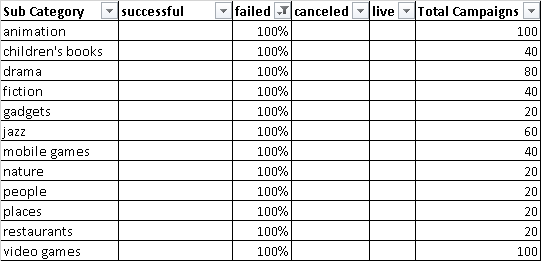 Sub Category successful failed canceled live Total Campaigns
animation 100% 100
children's books 100% 40
drama 100% 80
fiction 100% 40
gadgets 100% 20
jazz 100% 60
mobile games 100% 40
nature 100% 20
people 100% 20
places 100% 20
restaurants 100% 20
video games 100% 100